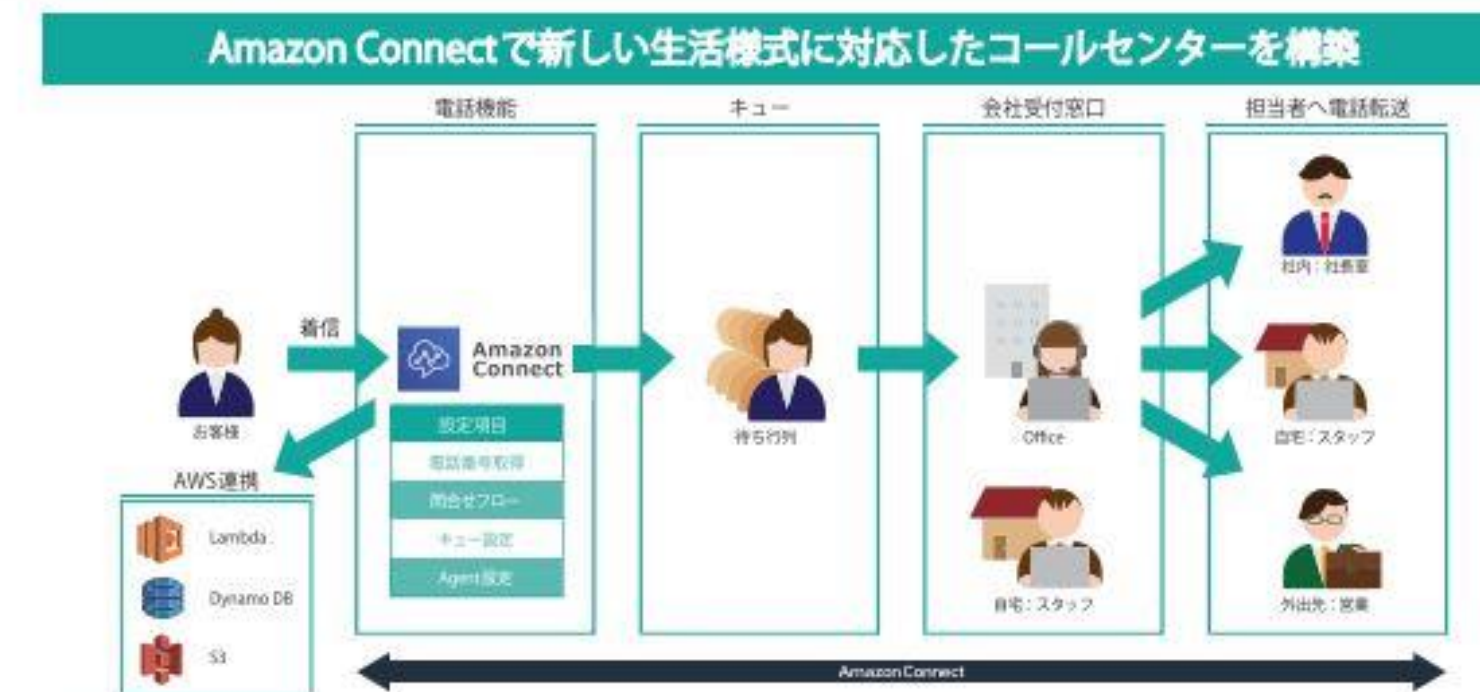 Amazon Connectで新しい生活様式に対応したコールセンターを構築
電話機能
キュー
会社受付窓口
担当者へ電話転送
着信
Amazon
Connect
お客様
待ち行列
Office
自宅：スタッフ
社内：社長室
自宅：スタッフ
外出先：営業
設定項目
電話番号取得
問合せフロー
キュー設定
Agent設定
AWS連携
Lambda
Dynamo DB
S3
Amazon Connect